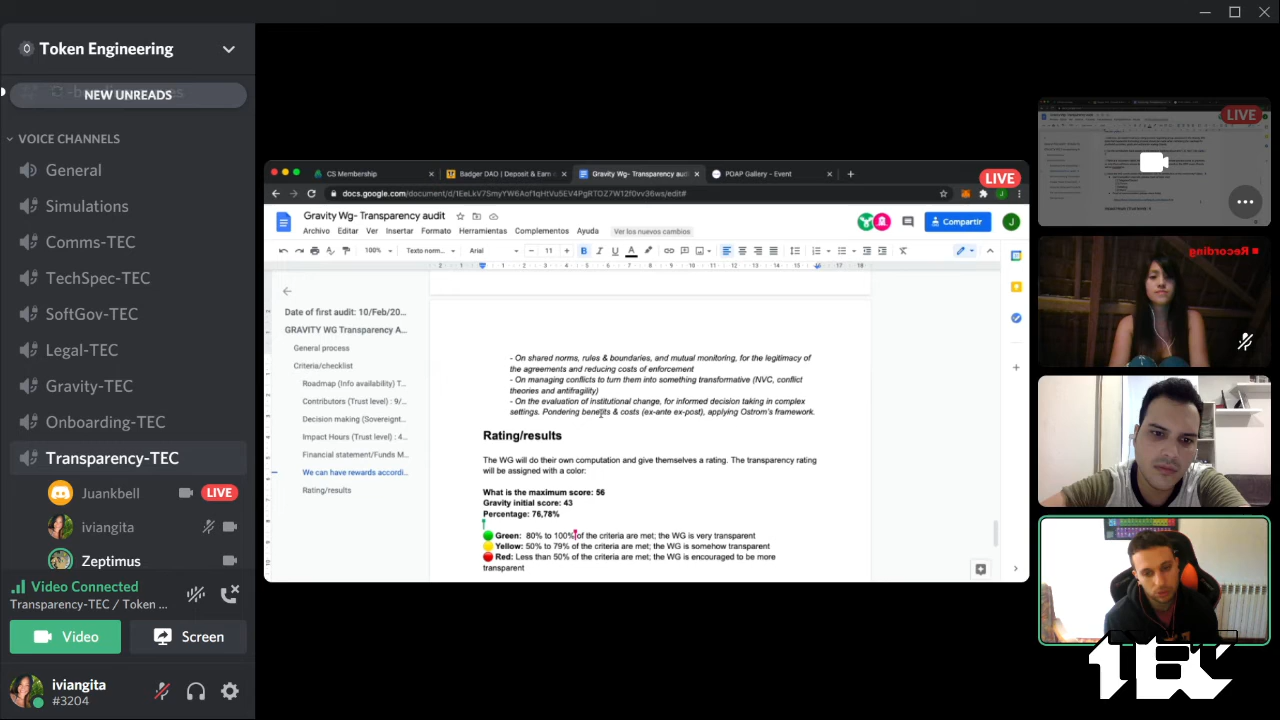 Token Engineering
NEW UNREADS
VOICE CHANNELS
General
Simulations
Comms-TEC
TechSoc-TEC
SoftGov-TEC
Legal-TEC
Gravity-TEC
Onboarding-TEC
Transparency-TEC
Juankbell
LIVE
iviangita
Zeptimus
Video Connected
Transparency-TEC / Token ...
Video
Screen
iviangita
#3204
CS Membership
Badger DAO | Deposit & Earn
Gravity Wg- Transparency aud
POAP Gallery - Event
LIVE
Gravity Wg- Transparency audit
Archivo Editar Ver Insertar Formato Herramientas Complementos Ayuda
Ver los nuevos cambios
Compartir
J
100%
Texto norm...
Arial
11
Date of first audit: 10/Feb/20...
GRAVITY WG Transparency A...
General process
Criteria/checklist
Roadmap (Info availability) T...
Contributors (Trust level) : 9/...
Decision making (Sovereignt...
Impact Hours (Trust level) : 4...
Financial statement/Funds M...
We can have rewards accordi...
Rating/results
- On shared norms, rules & boundaries, and mutual monitoring, for the legitimacy of
the agreements and reducing costs of enforcement
- On managing conflicts to turn them into something transformative (NVC, conflict
theories and antifragility)
- On the evaluation of institutional change, for informed decision taking in complex
settings. Pondering benefits & costs (ex-ante ex-post), applying Ostrom's framework.
Rating/results
The WG will do their own computation and give themselves a rating. The transparency rating
will be assigned with a color:
What is the maximum score: 56
Gravity initial score: 43
Percentage: 76,78%
Green: 80% to 100% of the criteria are met; the WG is very transparent
Yellow: 50% to 79% of the criteria are met; the WG is somehow transparent
Red: Less than 50% of the criteria are met; the WG is encouraged to be more
transparent
LIVE
Recording
TEC